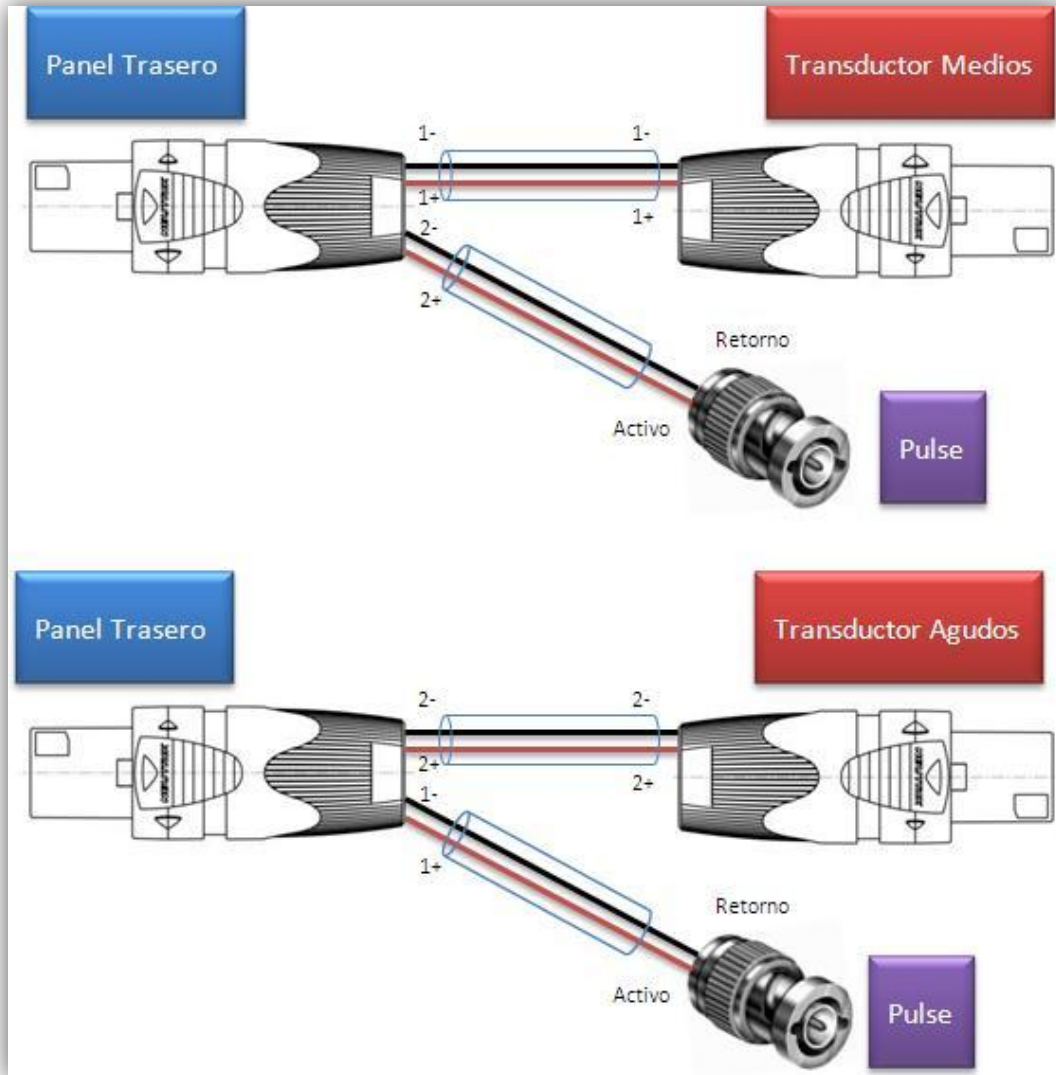 Panel Trasero
Transductor Medios
1-
1-
1+
1+
2-
2+
Retorno
Activo
Pulse
Panel Trasero
Transductor Agudos
2-
2-
2+
2+
1-
1+
Retorno
Activo
Pulse